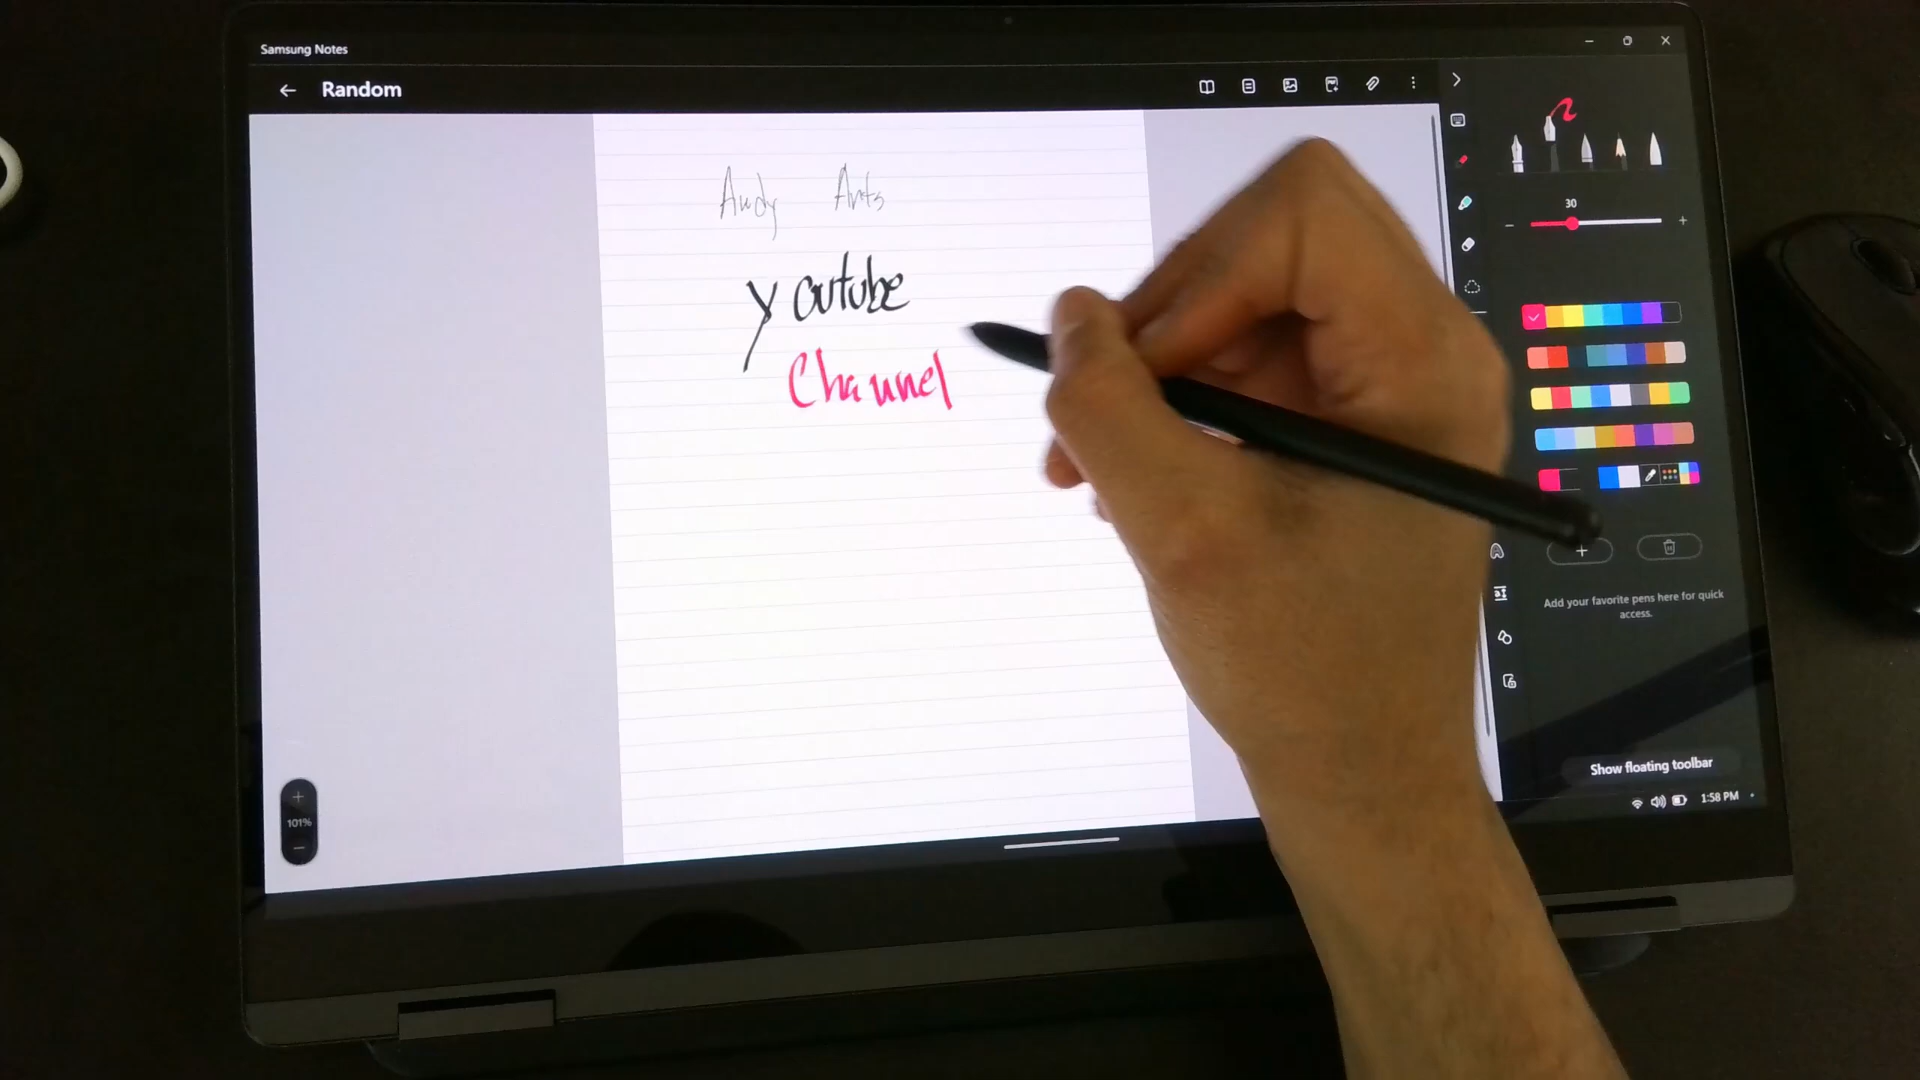 Samsung Notes
Random
Andy Arts
Youtube
Channel
30
Add your favorite pens here for quick
access.
Show floating toolbar
101%
1:58 PM